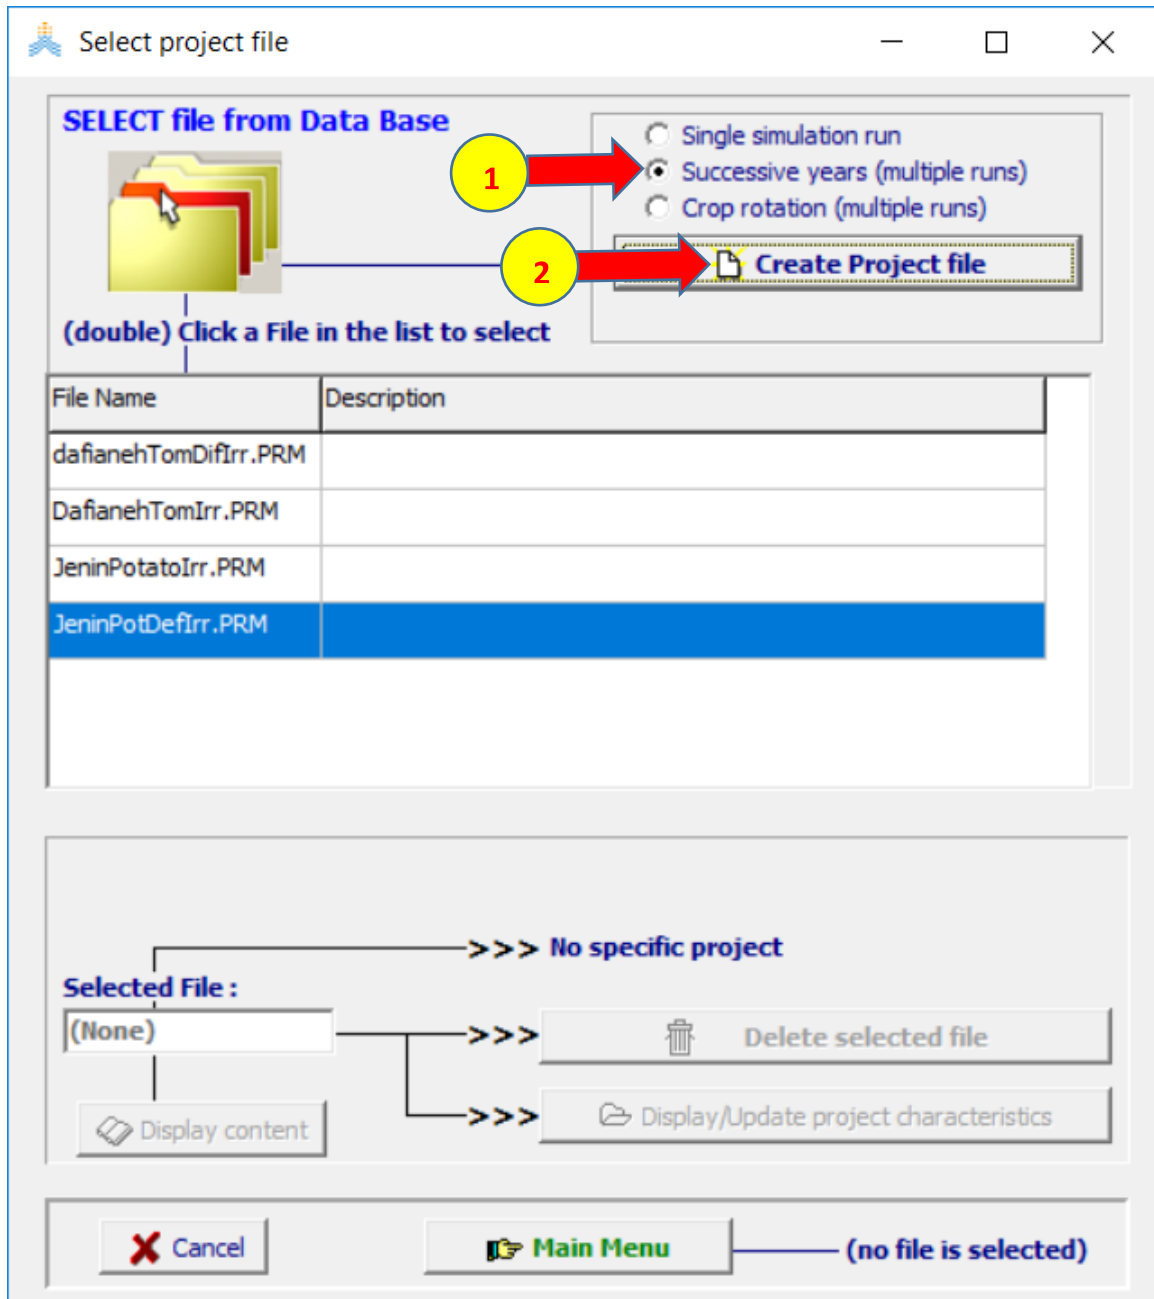 Select project file
SELECT file from Data Base
Single simulation run
1
Successive years (multiple runs)
Crop rotation (multiple runs)
2
Create Project file
(double) Click a File in the list to select
File Name Description
dafianehTomDifIrr.PRM
DafianehTomIrr.PRM
JeninPotatoIrr.PRM
JeninPotDefIrr.PRM
>>> No specific project
Selected File :
(None)
>>> Delete selected file
>>> Display/Update project characteristics
Display content
Cancel
Main Menu
(no file is selected)